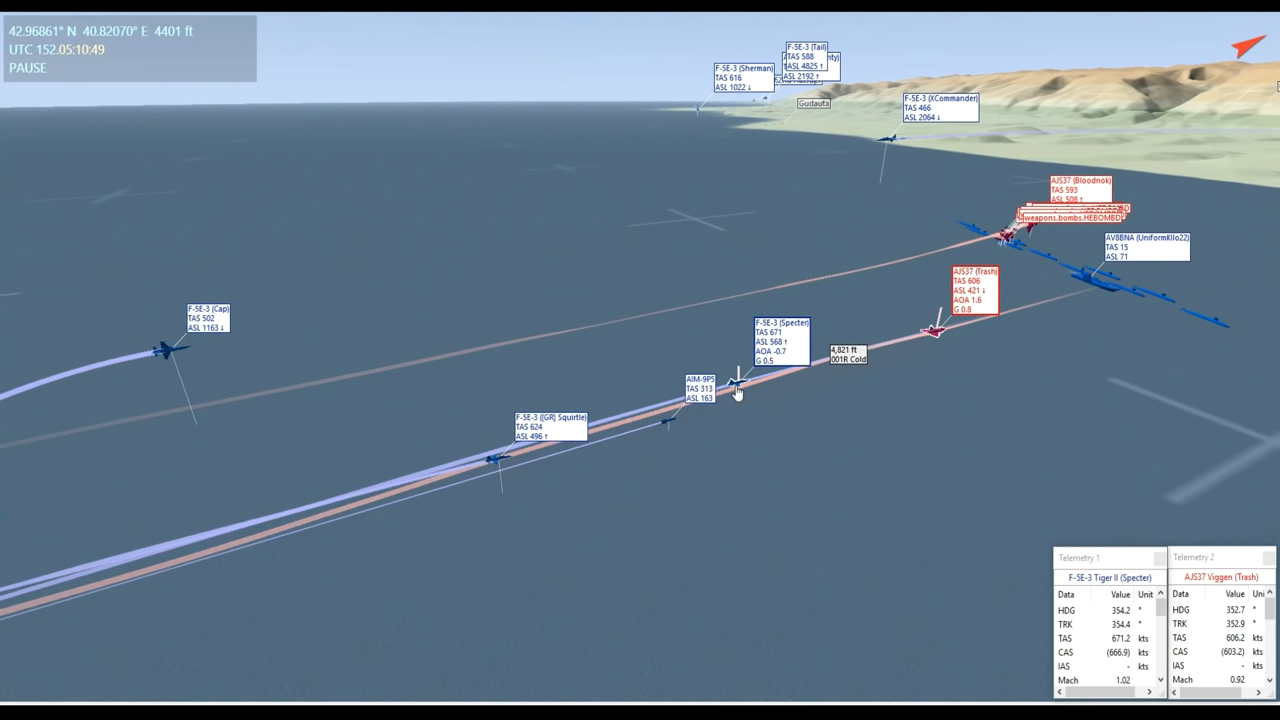 42.96861° N  40.82070° E  4401 ft
UTC 152.05:10:49
PAUSE
F-5E-3 (Tail)
TAS 588
ASL 4825 ↑
ASL 2192 ↑
F-5E-3 (Sherman)
TAS 616
ASL 1022 ↓
Gudauta
F-5E-3 (XCommander)
TAS 466
ASL 2064 ↓
AJS37 (Bloodnok)
TAS 593
ASL 508 ↑
weapons.bombs.HEBOMBD
AV8BNA (UniformKilo22)
TAS 15
ASL 71
AJS37 (Trash)
TAS 606
ASL 421 ↓
AOA 1.6
G 0.8
F-5E-3 (Cap)
TAS 502
ASL 1163 ↓
F-5E-3 (Specter)
TAS 671
ASL 568 ↑
AOA -0.7
G 0.5
4,821 ft
001R Cold
AIM-9P5
TAS 313
ASL 163
F-5E-3 ([GR] Squirtle)
TAS 624
ASL 496 ↑
Telemetry 1
F-5E-3 Tiger II (Specter)
Data Value Unit
HDG 354.2 °
TRK 354.4 °
TAS 671.2 kts
CAS (666.9) kts
IAS - kts
Mach 1.02
Telemetry 2
AJS37 Viggen (Trash)
Data Value Uni
HDG 352.7 °
TRK 352.9 °
TAS 606.2 kts
CAS (603.2) kts
IAS - kts
Mach 0.92